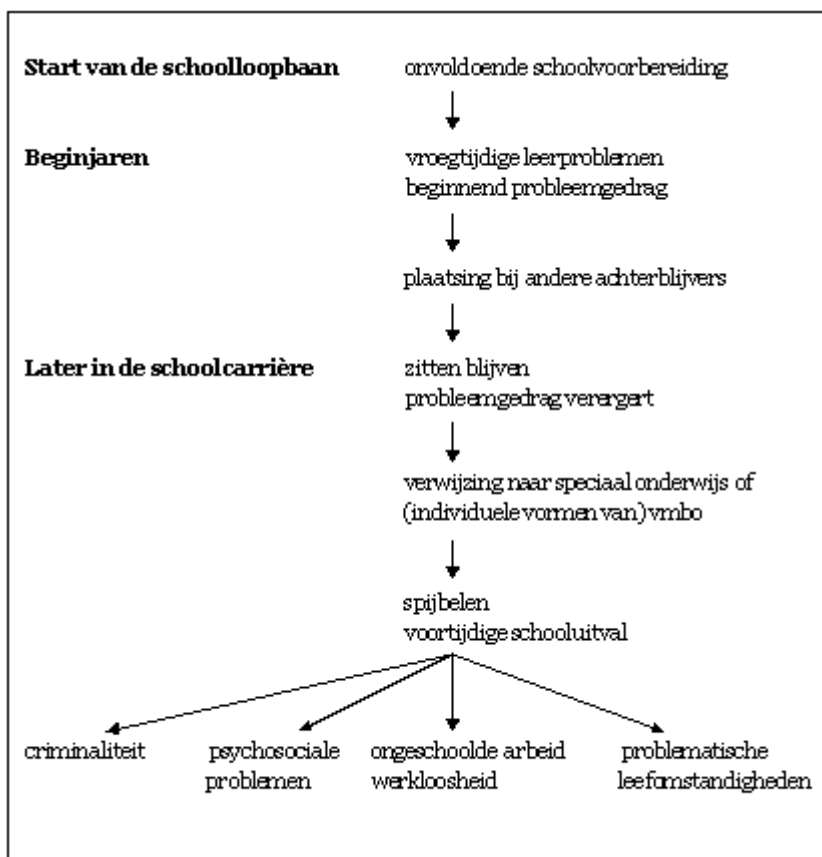 Start van de schoolloopbaan onvoldoende schoolvoorbereiding
Beginjaren vroegtijdige leerproblemen
beginnend probleemgedrag
plaatsing bij andere achterblijvers
Later in de schoolcarrière zitten blijven
probleemgedrag verergert
verwijzing naar speciaal onderwijs of
(individuele vormen van) vmbo
spijbelen
voortijdige schooluitval
criminaliteit psychosociale ongeschoolde arbeid problematische
problemen werkloosheid leefomstandigheden